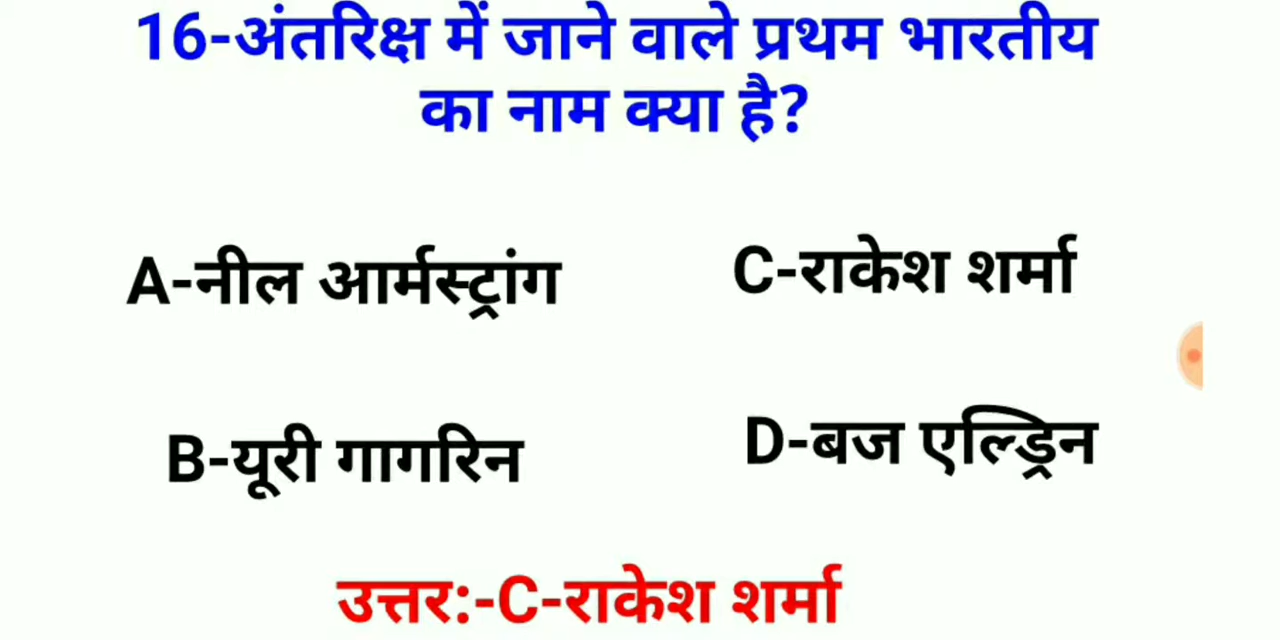 16-अंतरिक्ष में जाने वाले प्रथम भारतीय
का नाम क्या है?
A-नील आर्मस्ट्रांग
C-राकेश शर्मा
B-यूरी गागरिन
D-बज एल्ड्रिन
उत्तर:-C-राकेश शर्मा